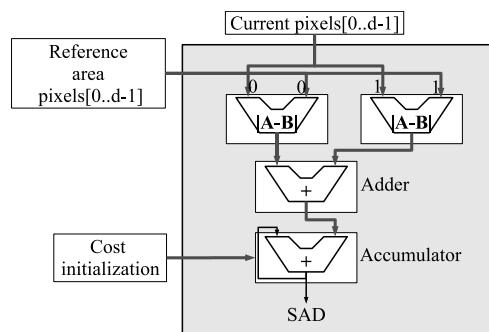 Current pixels[0..d-1]
Reference
area
pixels[0..d-1]
0 0 1 1
|A-B| |A-B|
+
Adder
Cost
initialization
+
Accumulator
SAD